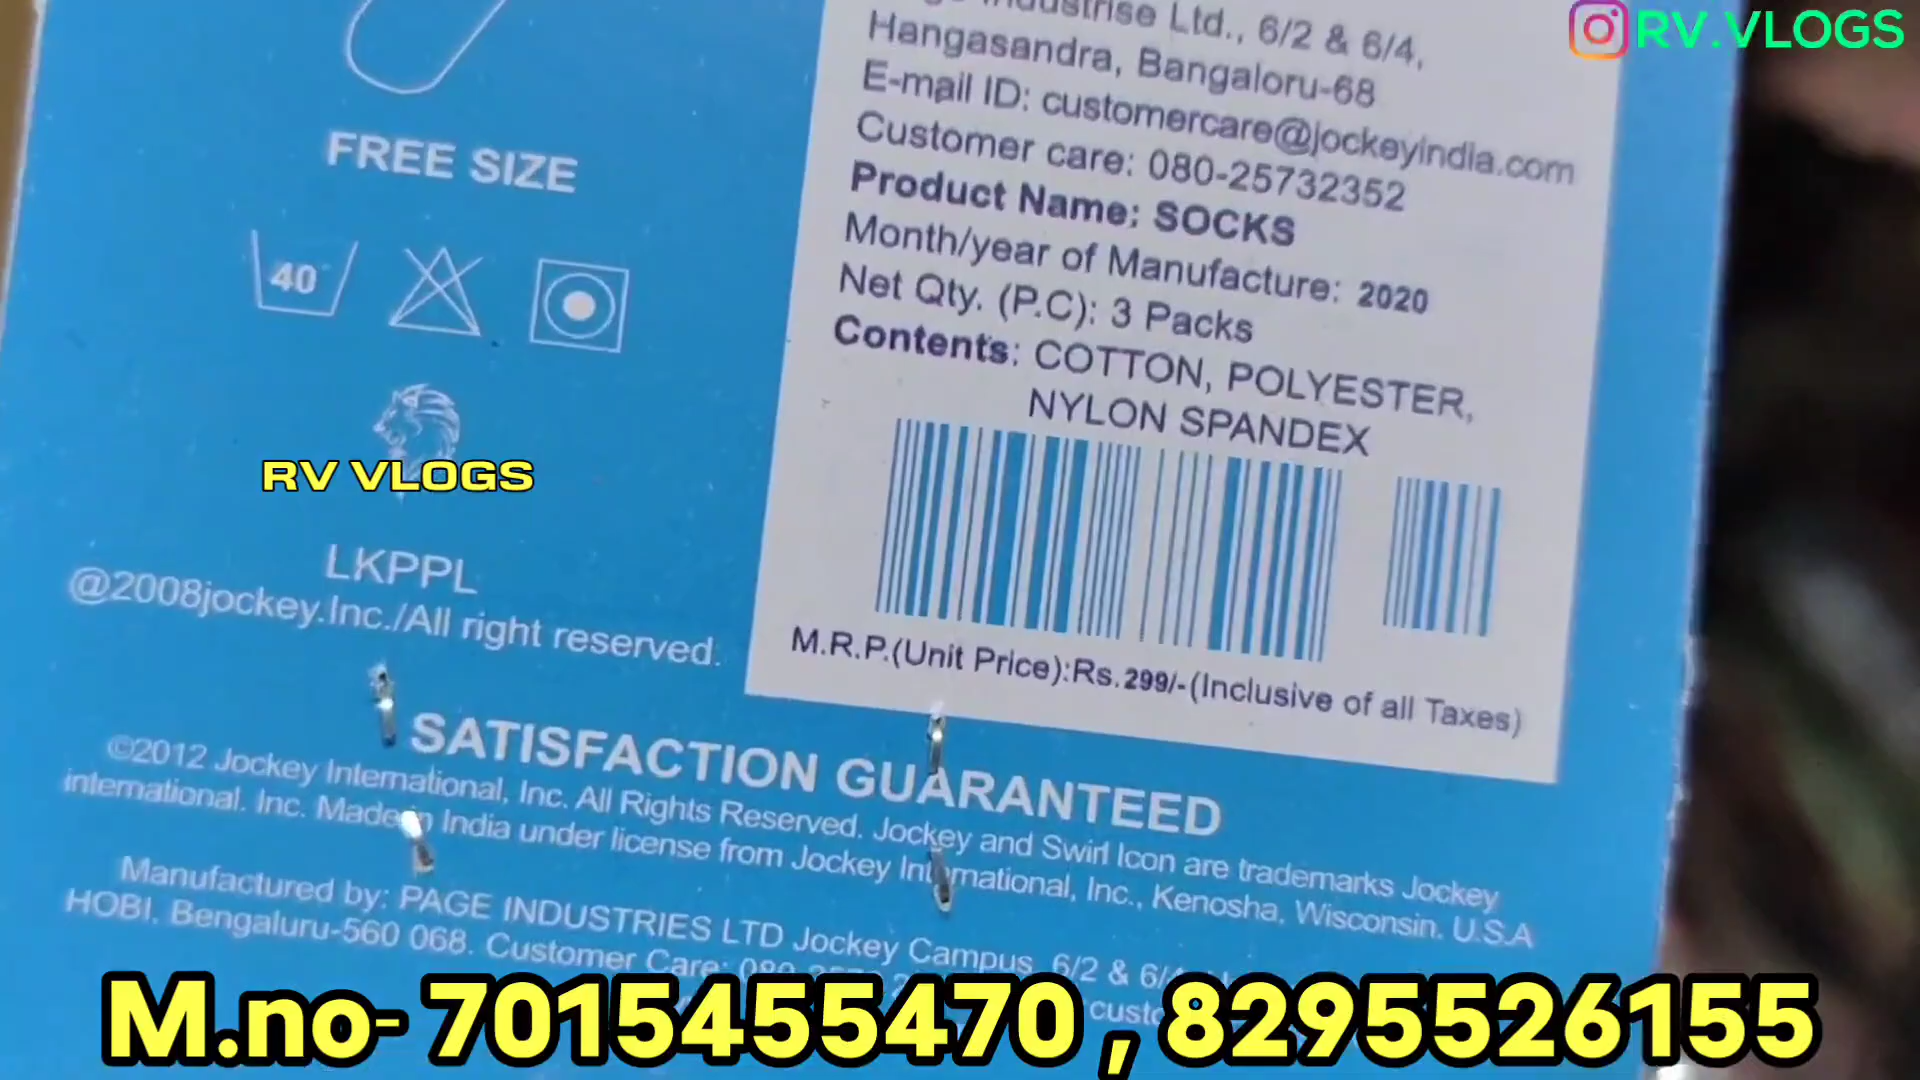 RV.VLOGS
Ltd., 6/2 & 6/4,
Hangasandra, Bangaloru-68
E-mail ID: customercare@jockeyindia.com
Customer care: 080-25732352
Product Name: SOCKS
Month/year of Manufacture: 2020
Net Qty. (P.C): 3 Packs
Contents: COTTON, POLYESTER,
NYLON SPANDEX
M.R.P.(Unit Price):Rs.299/-(Inclusive of all Taxes)
FREE SIZE
40
RV VLOGS
LKPPL
@2008jockey.Inc./All right reserved.
SATISFACTION GUARANTEED
©2012 Jockey International, Inc. All Rights Reserved. Jockey and Swirl Icon are trademarks Jockey
international. Inc. Made in India under license from Jockey International, Inc., Kenosha, Wisconsin. U.S.A
Manufactured by: PAGE INDUSTRIES LTD Jockey Campus, 6/2 &
HOBI, Bengaluru-560 068. Customer Care:
M.no- 7015455470 , 8295526155